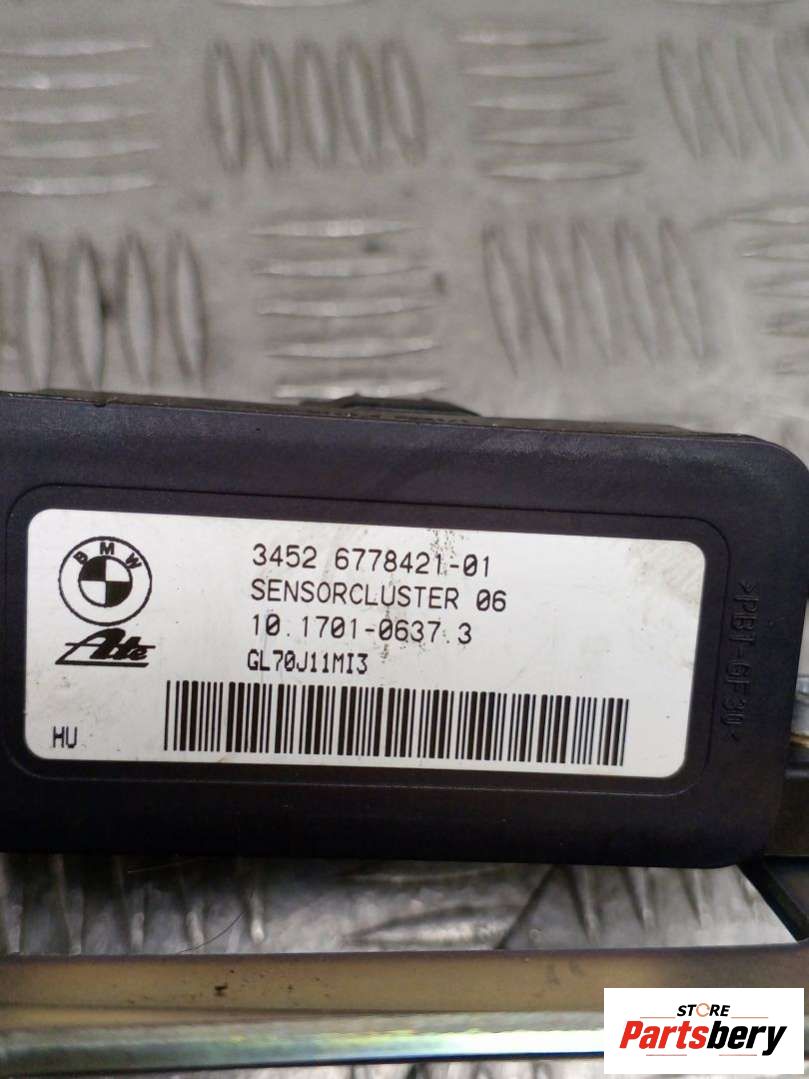 BMW
Ate
3452 6778421-01
SENSORCLUSTER 06
10.1701-0637.3
GL70J11MI3
HU
>PBT-GF30<
STORE
Partsbery